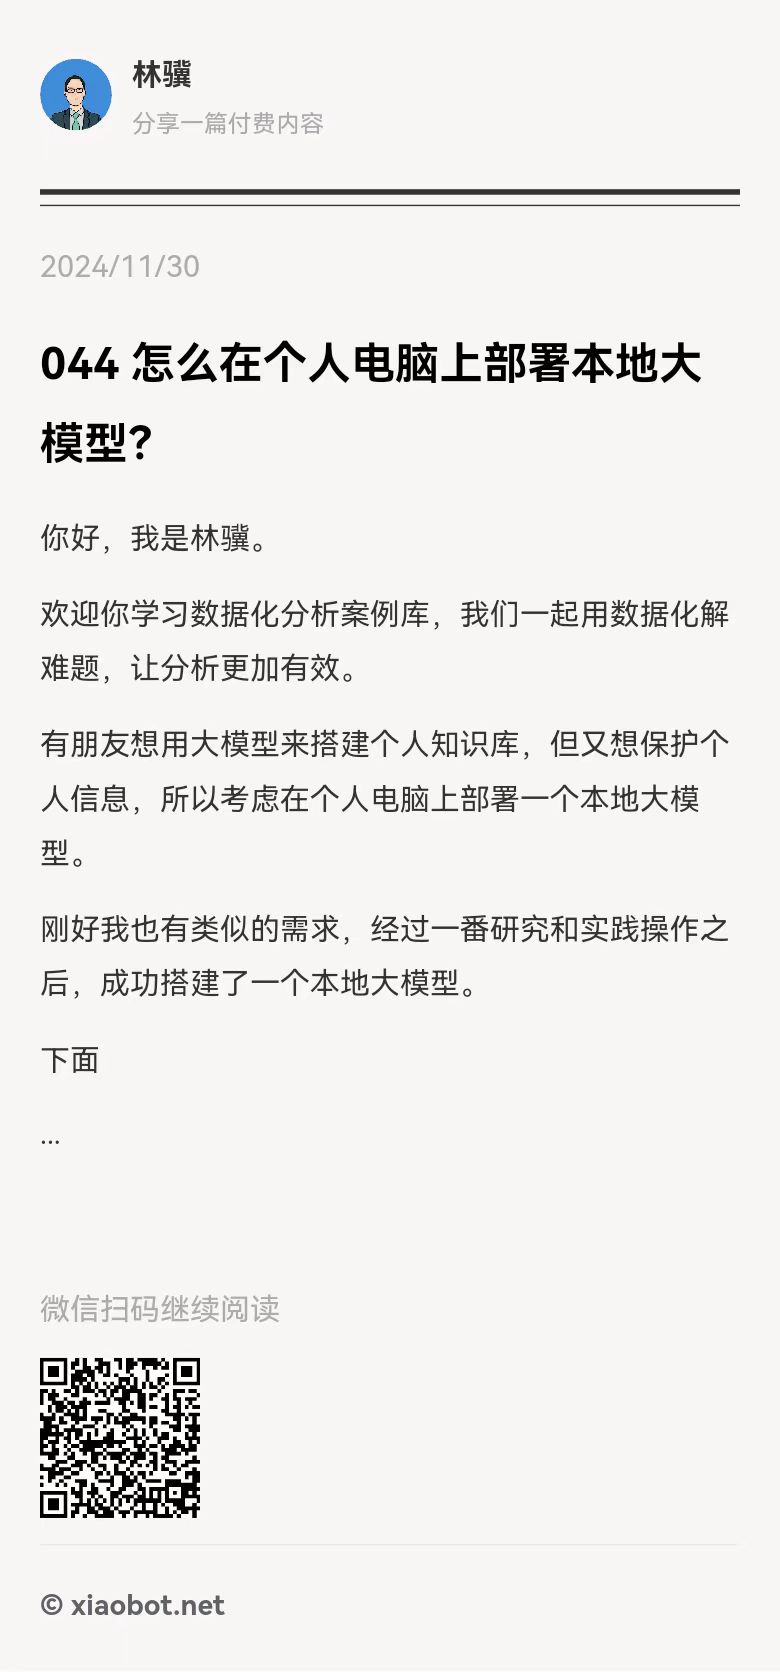 林骥
分享一篇付费内容
2024/11/30
044 怎么在个人电脑上部署本地大
模型?
你好，我是林骥。
欢迎你学习数据化分析案例库，我们一起用数据化解
难题，让分析更加有效。
有朋友想用大模型来搭建个人知识库，但又想保护个
人信息，所以考虑在个人电脑上部署一个本地大模
型。
刚好我也有类似的需求，经过一番研究和实践操作之
后，成功搭建了一个本地大模型。
下面
...
微信扫码继续阅读
© xiaobot.net